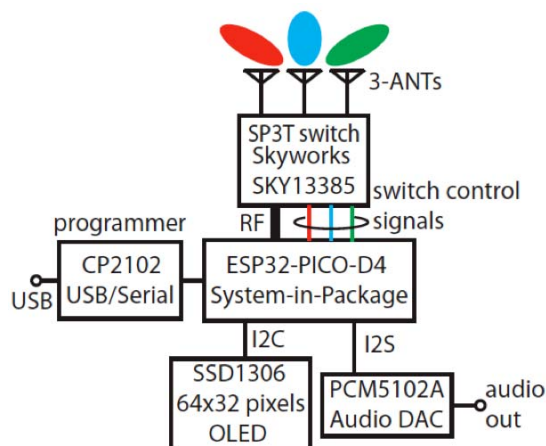 3-ANTs
SP3T switch
Skyworks
SKY13385
switch control
signals
RF
programmer
CP2102
USB/Serial
USB
ESP32-PICO-D4
System-in-Package
I2C
I2S
SSD1306
64x32 pixels
OLED
PCM5102A
Audio DAC
audio
out